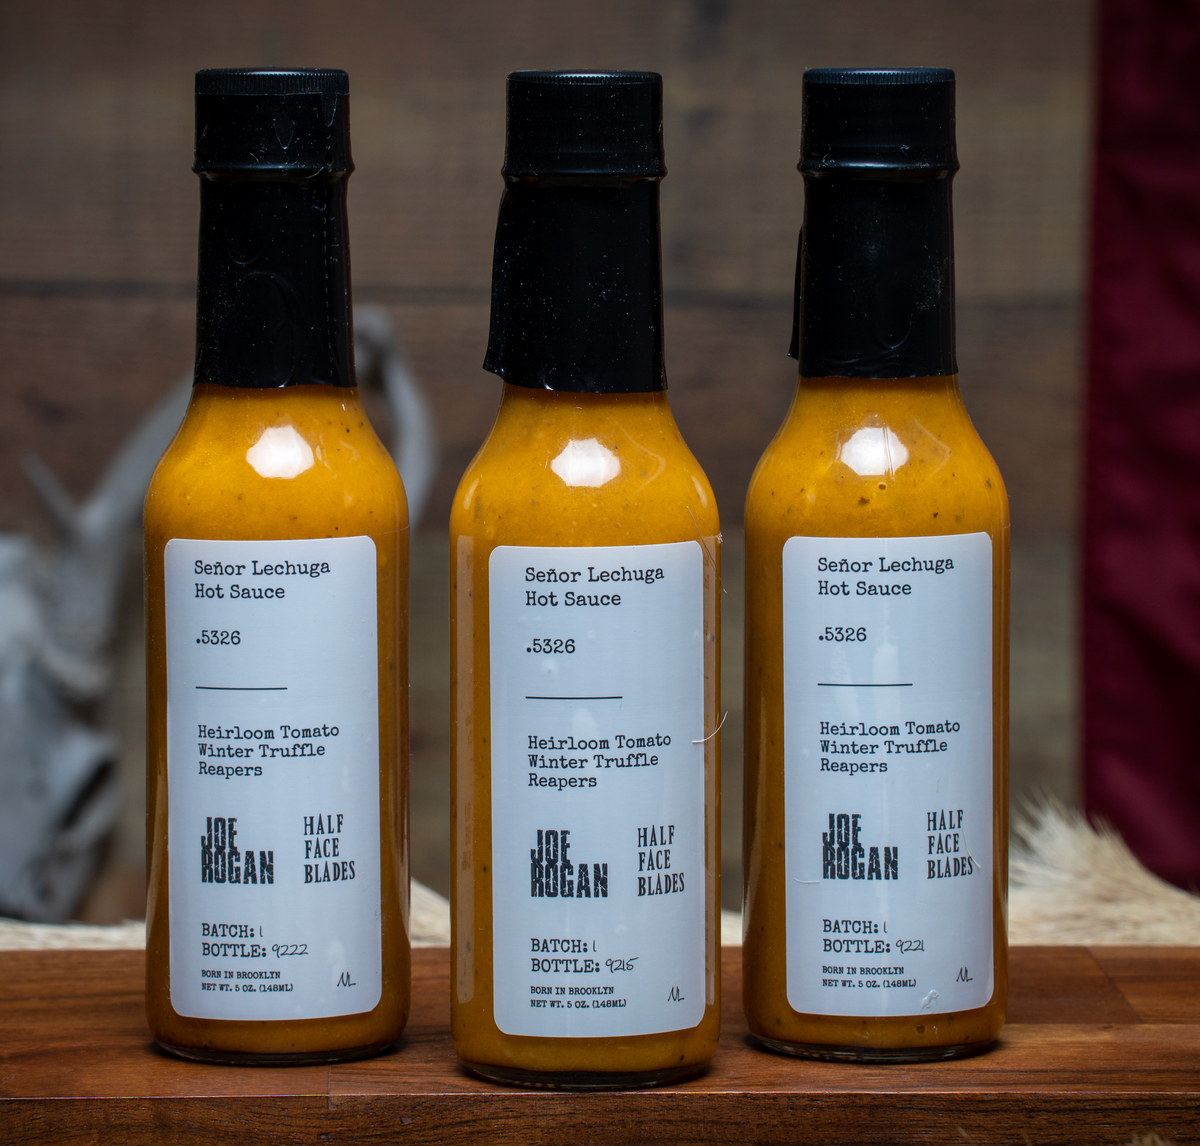 Señor Lechuga
Hot Sauce
.5326
Heirloom Tomato
Winter Truffle
Reapers
JOE
ROGAN
HALF
FACE
BLADES
BATCH: 1
BOTTLE: 9222
BORN IN BROOKLYN
NET WT. 5 OZ. (148ML)
NL
Señor Lechuga
Hot Sauce
.5326
Heirloom Tomato
Winter Truffle
Reapers
JOE
ROGAN
HALF
FACE
BLADES
BATCH: 1
BOTTLE: 9215
BORN IN BROOKLYN
NET WT. 5 OZ. (148ML)
NL
Señor Lechuga
Hot Sauce
.5326
Heirloom Tomato
Winter Truffle
Reapers
JOE
ROGAN
HALF
FACE
BLADES
BATCH: 1
BOTTLE: 9221
BORN IN BROOKLYN
NET WT. 5 OZ. (148ML)
NL